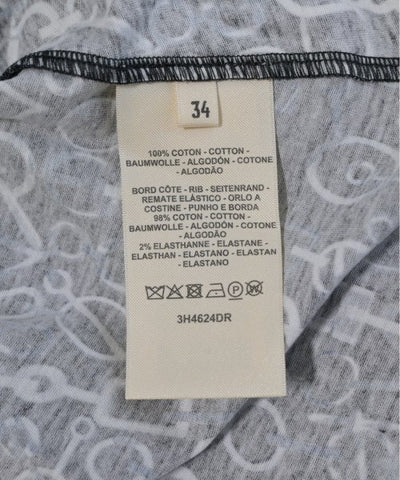 34
100% COTON - COTTON -
BAUMWOLLE - ALGODÓN - COTONE
- ALGODÃO
BORD CÔTE - RIB - SEITENRAND -
REMATE ELÁSTICO - ORLO A
COSTINE - PUNHO E BORDA
98% COTON - COTTON -
BAUMWOLLE - ALGODÓN - COTONE
- ALGODÃO
2% ELASTHANNE - ELASTANE -
ELASTHAN - ELASTANO - ELASTAN
- ELASTANO
3H4624DR